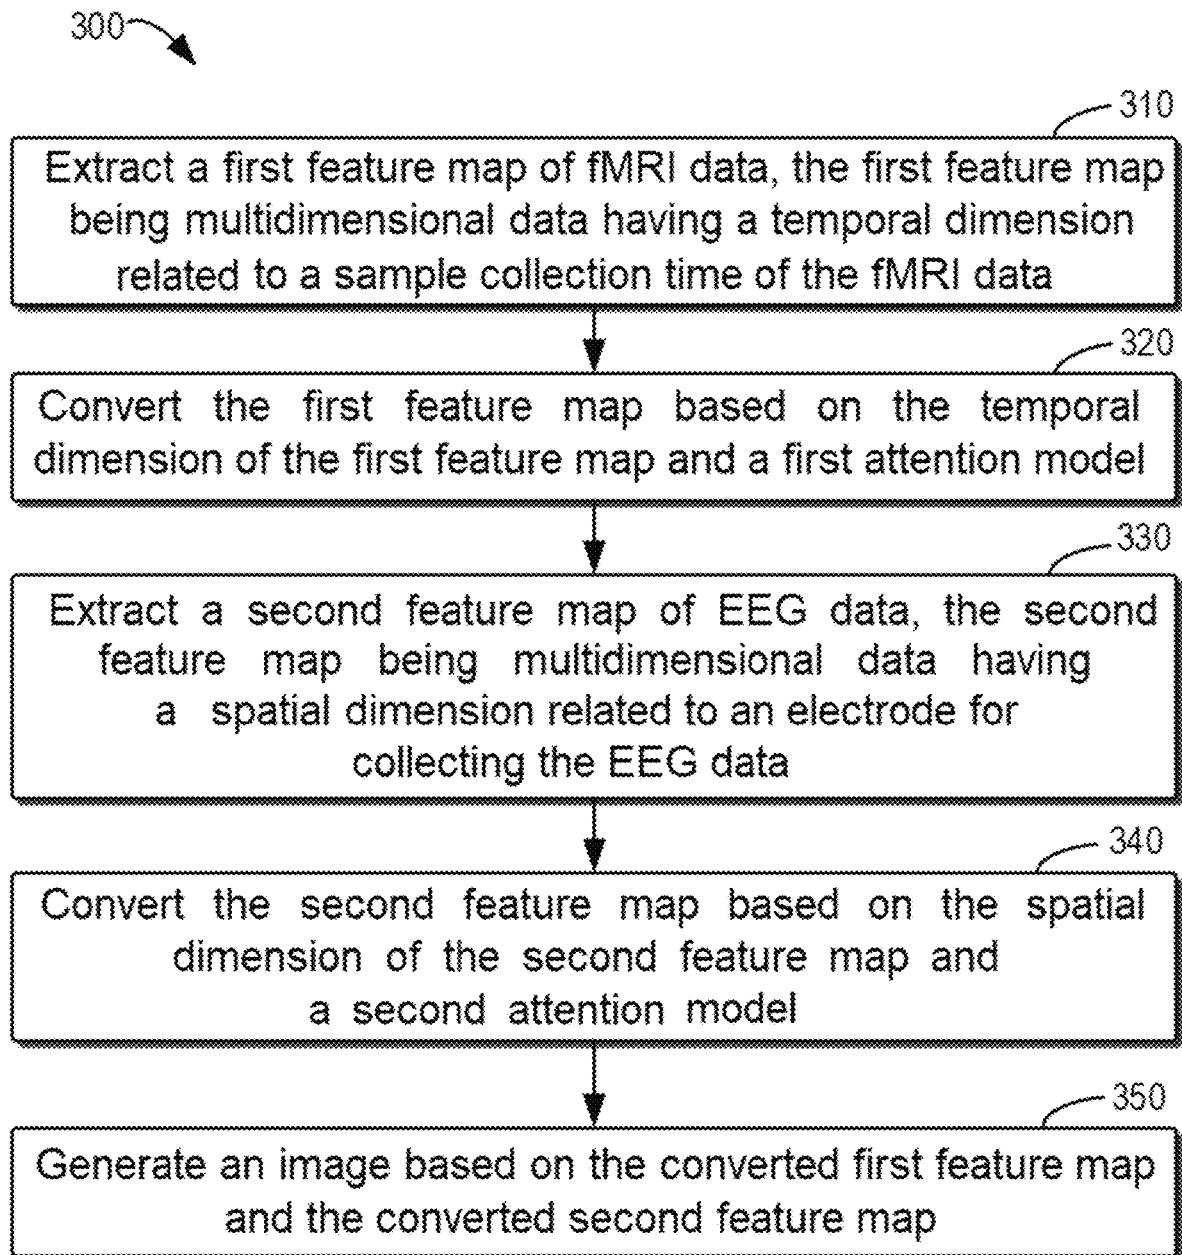 300
310
Extract a first feature map of fMRI data, the first feature map
being multidimensional data having a temporal dimension
related to a sample collection time of the fMRI data
320
Convert the first feature map based on the temporal
dimension of the first feature map and a first attention model
330
Extract a second feature map of EEG data, the second
feature map being multidimensional data having
a spatial dimension related to an electrode for
collecting the EEG data
340
Convert the second feature map based on the spatial
dimension of the second feature map and
a second attention model
350
Generate an image based on the converted first feature map
and the converted second feature map